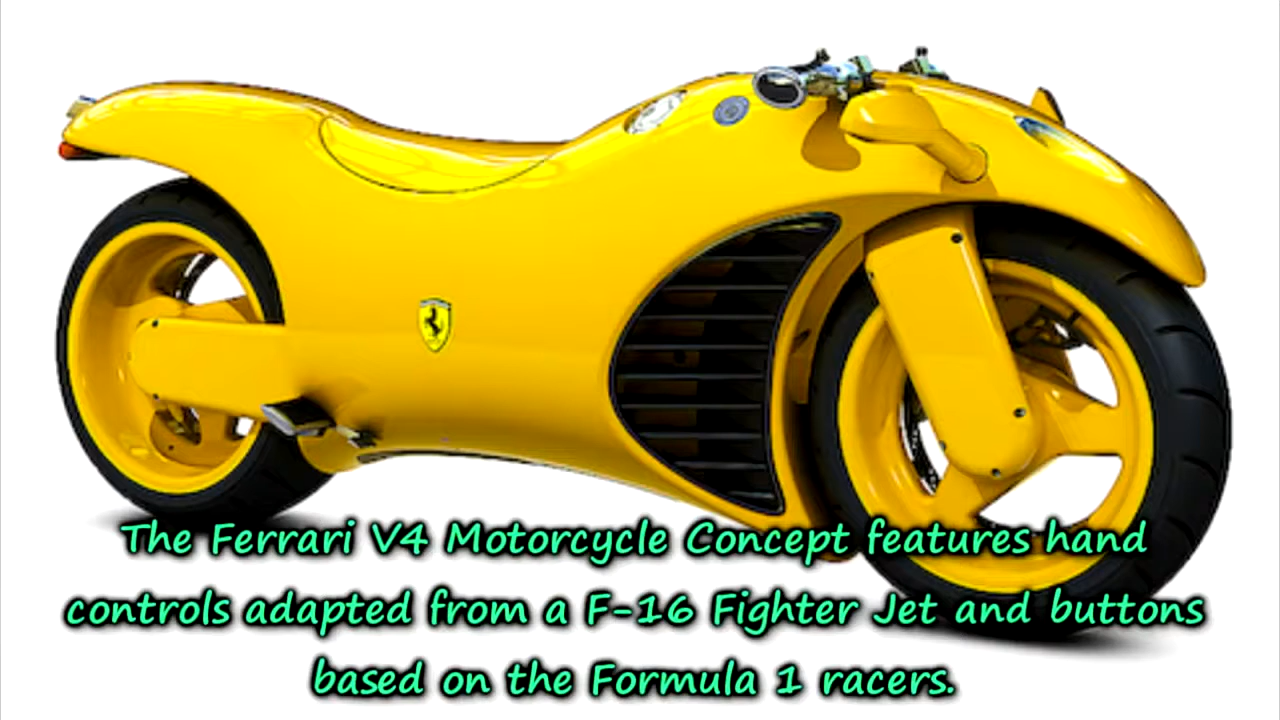 The Ferrari V4 Motorcycle Concept features hand
controls adapted from a F-16 Fighter Jet and buttons
based on the Formula 1 racers.